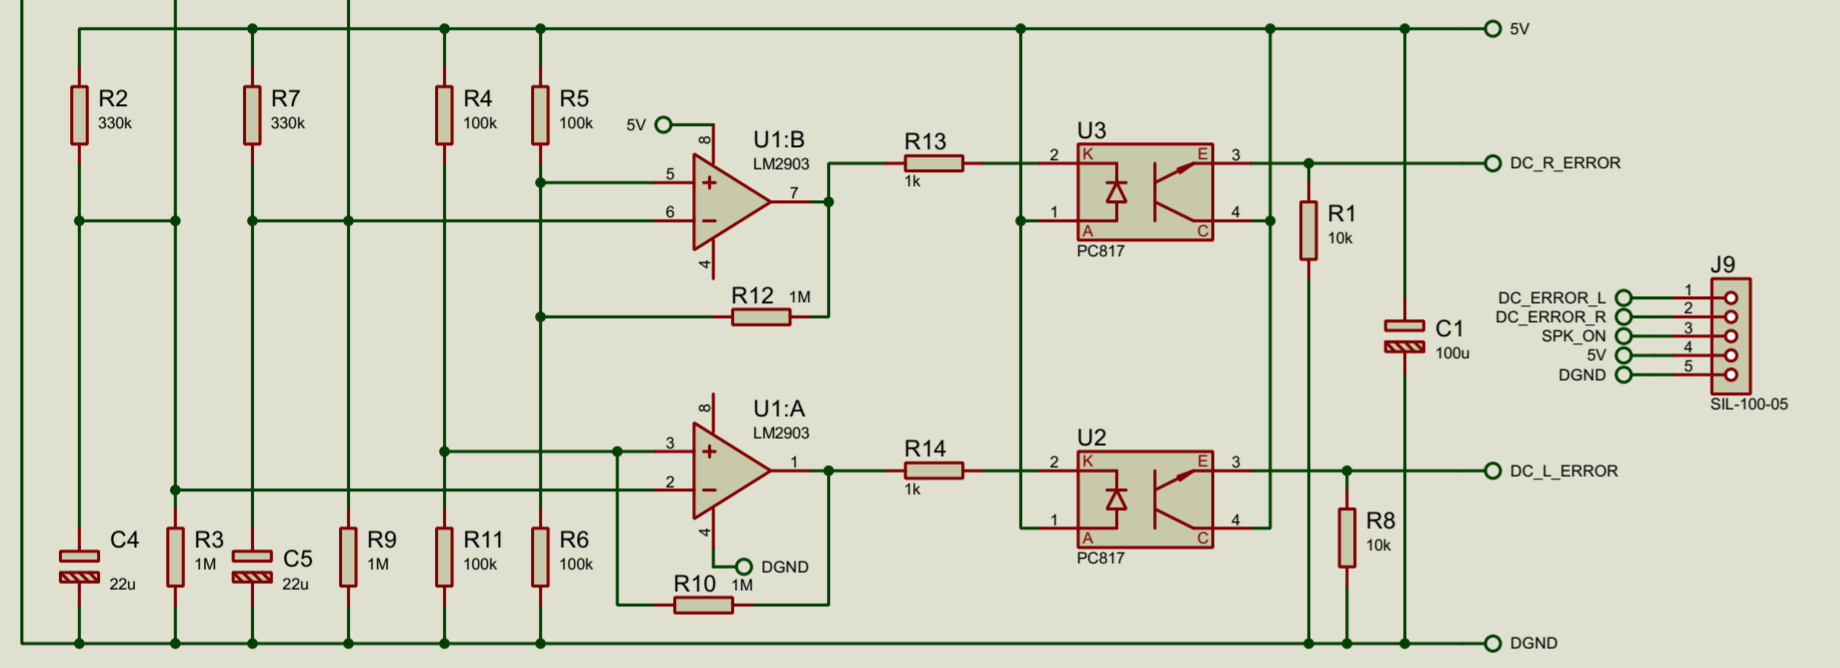 5V
R2
330k
R7
330k
R4
100k
R5
100k
5V
8
U1:B
LM2903
5
6
7
4
R12
1M
R13
1k
U3
2
K
E
3
1
A
C
4
PC817
DC_R_ERROR
R1
10k
C1
100u
J9
DC_ERROR_L
1
DC_ERROR_R
2
SPK_ON
3
5V
4
DGND
5
SIL-100-05
8
U1:A
LM2903
3
2
1
4
DGND
R10
1M
R14
1k
U2
2
K
E
3
1
A
C
4
PC817
DC_L_ERROR
R8
10k
C4
22u
R3
1M
C5
22u
R9
1M
R11
100k
R6
100k
DGND